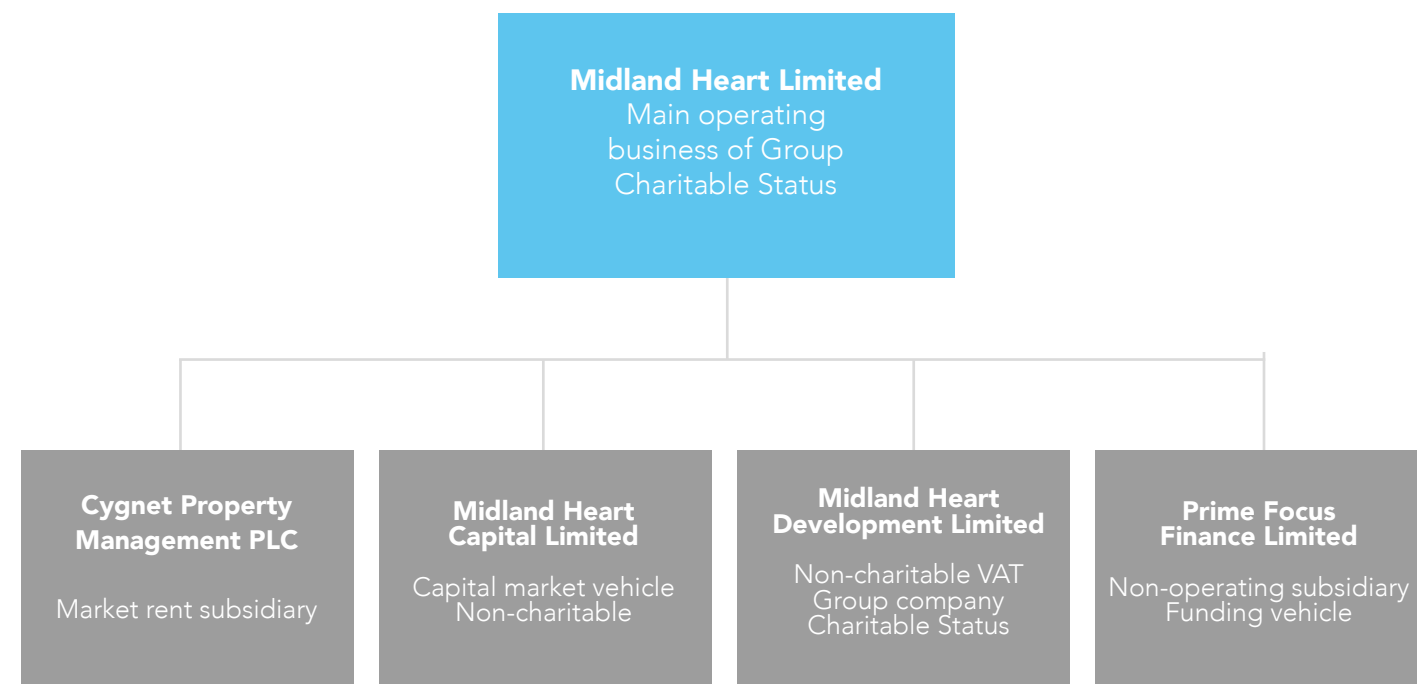 Midland Heart Limited
Main operating
business of Group
Charitable Status
Cygnet Property
Management PLC
Market rent subsidiary
Midland Heart
Capital Limited
Capital market vehicle
Non-charitable
Midland Heart
Development Limited
Non-charitable VAT
Group company
Charitable Status
Prime Focus
Finance Limited
Non-operating subsidiary
Funding vehicle